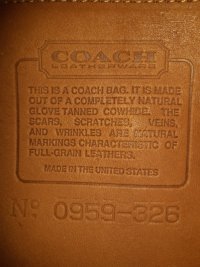 COACH
LEATHERWARE
THIS IS A COACH BAG. IT IS MADE
OUT OF A COMPLETELY NATURAL
GLOVE TANNED COWHIDE. THE
SCARS, SCRATCHES, VEINS,
AND WRINKLES ARE NATURAL
MARKINGS CHARACTERISTIC OF
FULL-GRAIN LEATHERS.
MADE IN THE UNITED STATES
Nº 0959-326